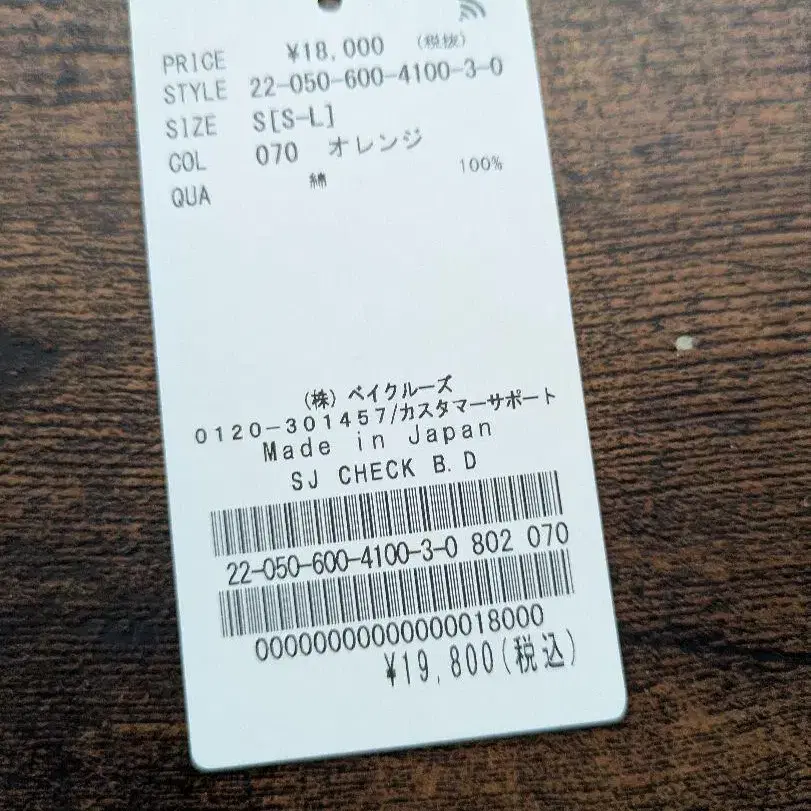 PRICE ¥18,000 (税抜)
STYLE 22-050-600-4100-3-0
SIZE S[S-L]
COL 070 オレンジ
QUA 綿 100%
(株)ベイクルーズ
0120-301457/カスタマーサポート
Made in Japan
SJ CHECK B.D
22-050-600-4100-3-0 802 070
00000000000000018000
¥19,800(税込)